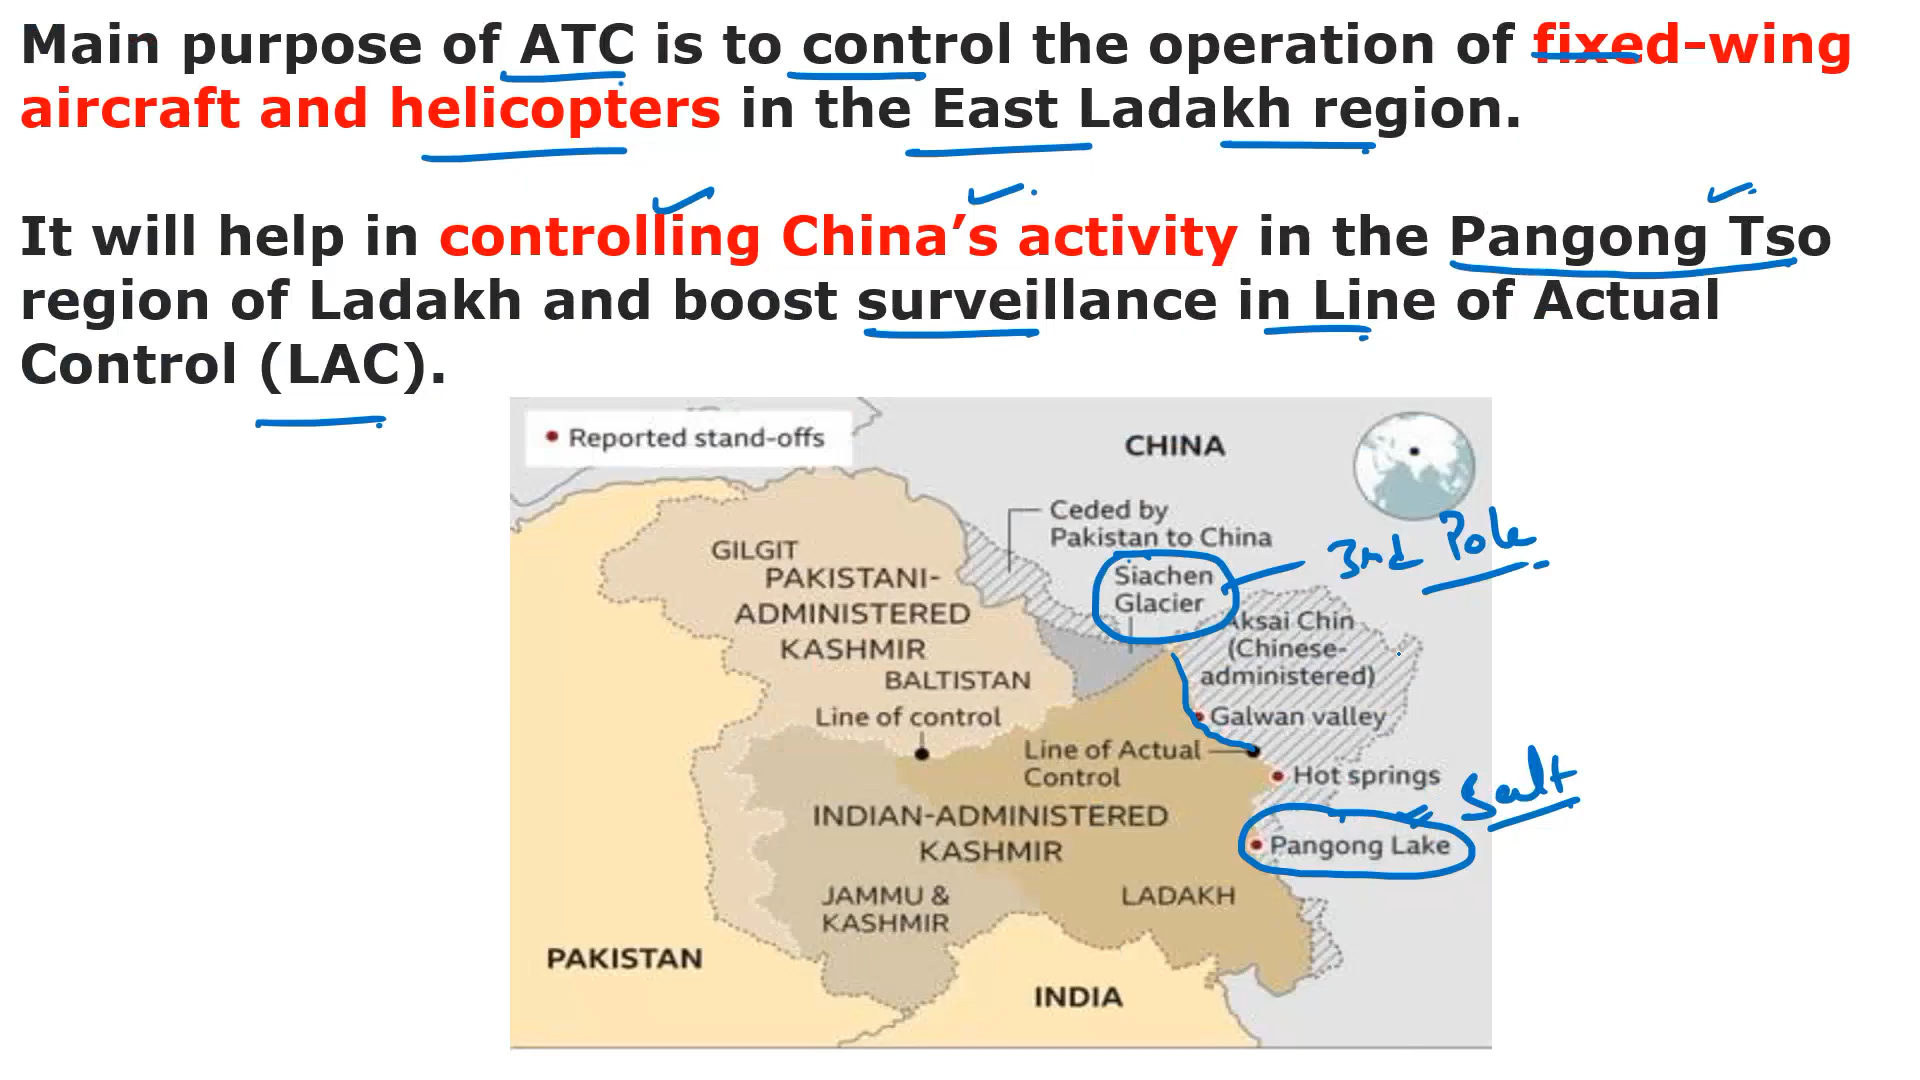 Main purpose of ATC is to control the operation of fixed-wing
aircraft and helicopters in the East Ladakh region.
It will help in controlling China’s activity in the Pangong Tso
region of Ladakh and boost surveillance in Line of Actual
Control (LAC).
Reported stand-offs
CHINA
Ceded by
Pakistan to China
3rd Pole
GILGIT
PAKISTANI-
ADMINISTERED
KASHMIR
BALTISTAN
Siachen
Glacier
Aksai Chin
(Chinese-
administered)
Line of control
Galwan valley
Line of Actual
Control
Hot springs
Salt
INDIAN-ADMINISTERED
KASHMIR
Pangong Lake
JAMMU &
KASHMIR
LADAKH
PAKISTAN
INDIA